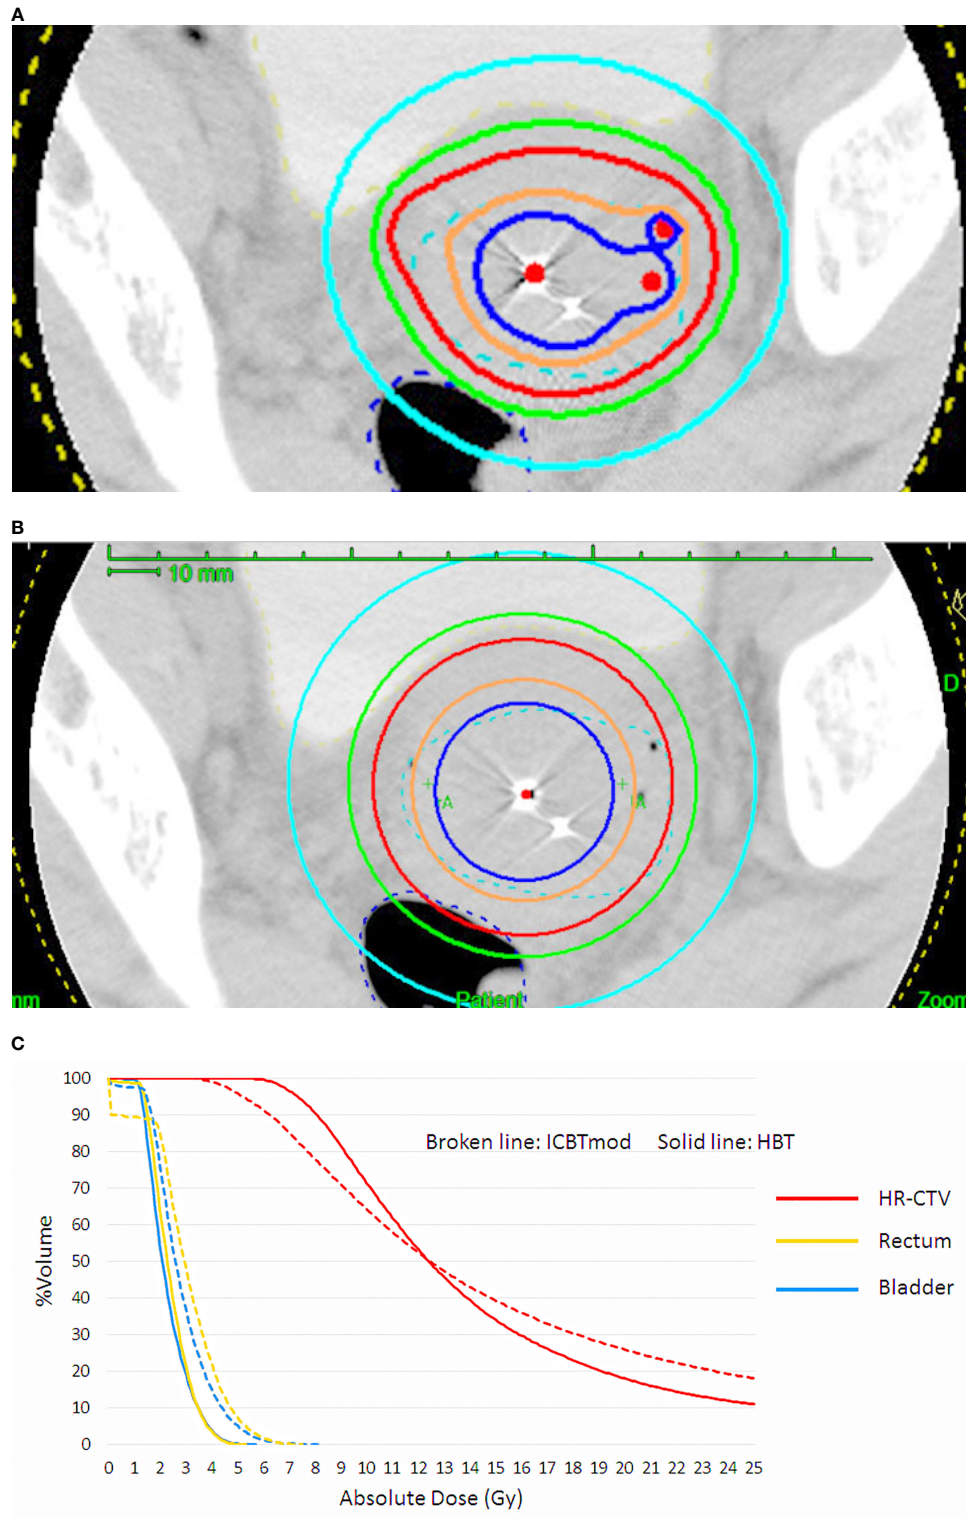 A
B
10 mm
D
A
A
nm
Patient
Zoom
C
100
90
80
70
60
50
40
30
20
10
0
%Volume
Broken line: ICBTmod Solid line: HBT
HR-CTV
Rectum
Bladder
0 1 2 3 4 5 6 7 8 9 10 11 12 13 14 15 16 17 18 19 20 21 22 23 24 25
Absolute Dose (Gy)